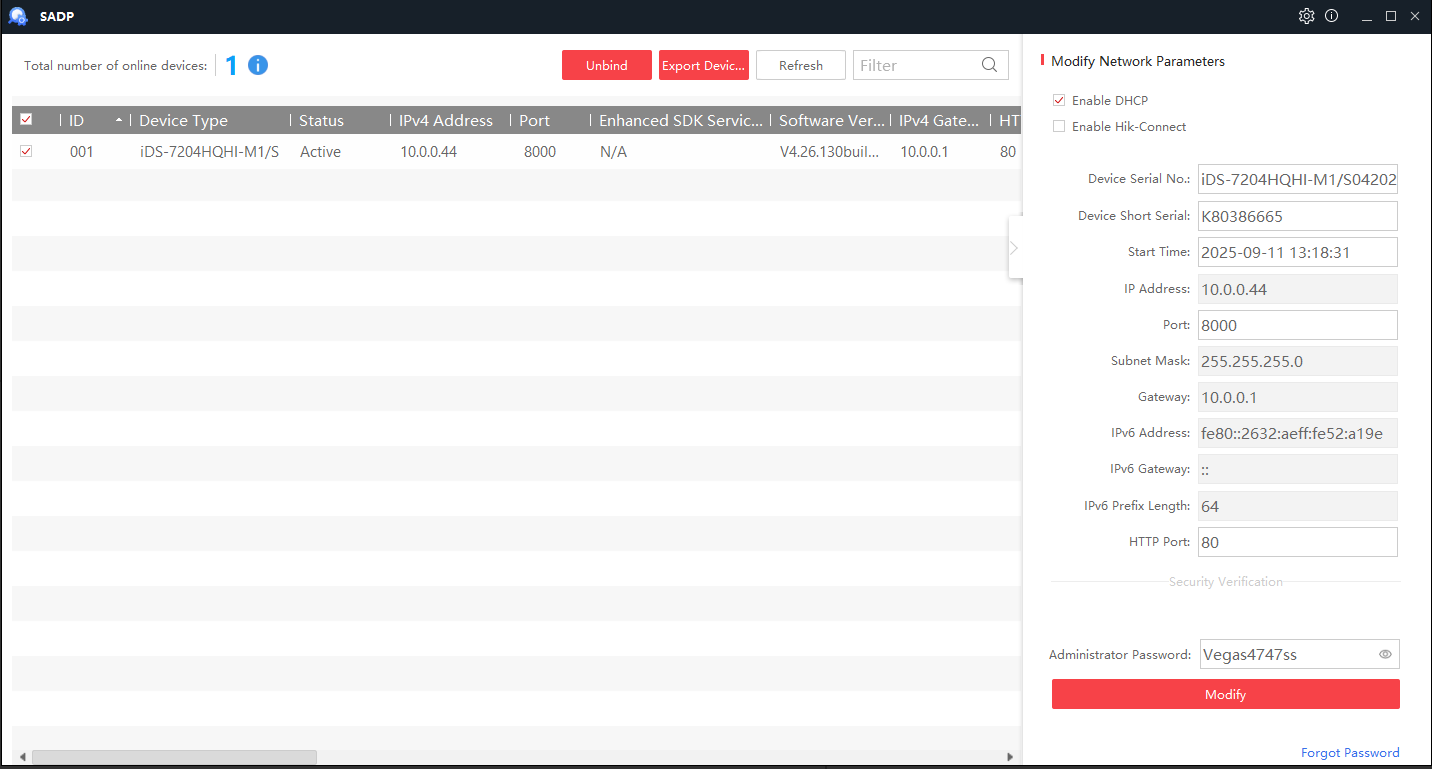 SADP
Total number of online devices: 1
Unbind
Export Devic...
Refresh
Filter
ID Device Type Status IPv4 Address Port Enhanced SDK Servic... Software Ver... IPv4 Gate... HT
001 iDS-7204HQHI-M1/S Active 10.0.0.44 8000 N/A V4.26.130buil... 10.0.0.1 80
Modify Network Parameters
Enable DHCP
Enable Hik-Connect
Device Serial No.: iDS-7204HQHI-M1/S04202
Device Short Serial: K80386665
Start Time: 2025-09-11 13:18:31
IP Address: 10.0.0.44
Port: 8000
Subnet Mask: 255.255.255.0
Gateway: 10.0.0.1
IPv6 Address: fe80::2632:aeff:fe52:a19e
IPv6 Gateway: ::
IPv6 Prefix Length: 64
HTTP Port: 80
Security Verification
Administrator Password: Vegas4747ss
Modify
Forgot Password